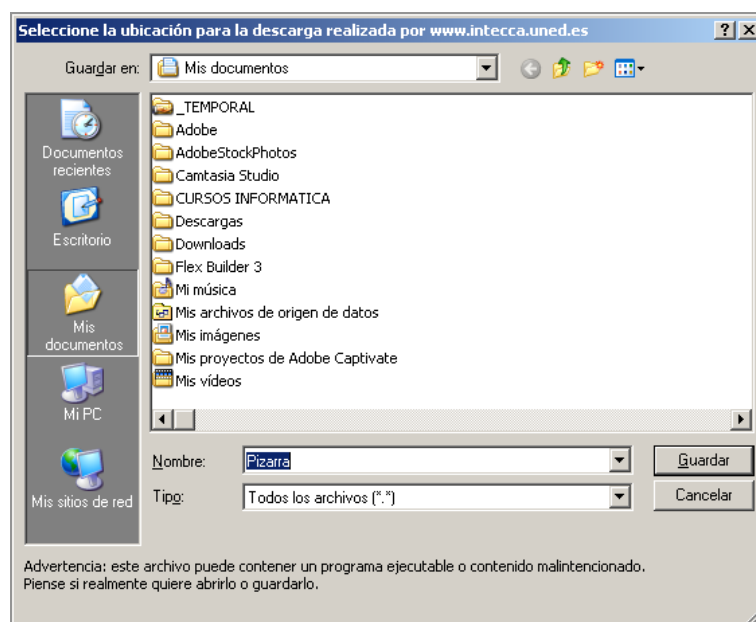 Seleccione la ubicación para la descarga realizada por www.intecca.uned.es
Guardar en: Mis documentos
Documentos
recientes
Escritorio
Mis
documentos
Mi PC
Mis sitios de red
_TEMPORAL
Adobe
AdobeStockPhotos
Camtasia Studio
CURSOS INFORMATICA
Descargas
Downloads
Flex Builder 3
Mi música
Mis archivos de origen de datos
Mis imágenes
Mis proyectos de Adobe Captivate
Mis vídeos
Nombre: Pizarra Guardar
Tipo: Todos los archivos (*.*) Cancelar
Advertencia: este archivo puede contener un programa ejecutable o contenido malintencionado.
Piense si realmente quiere abrirlo o guardarlo.